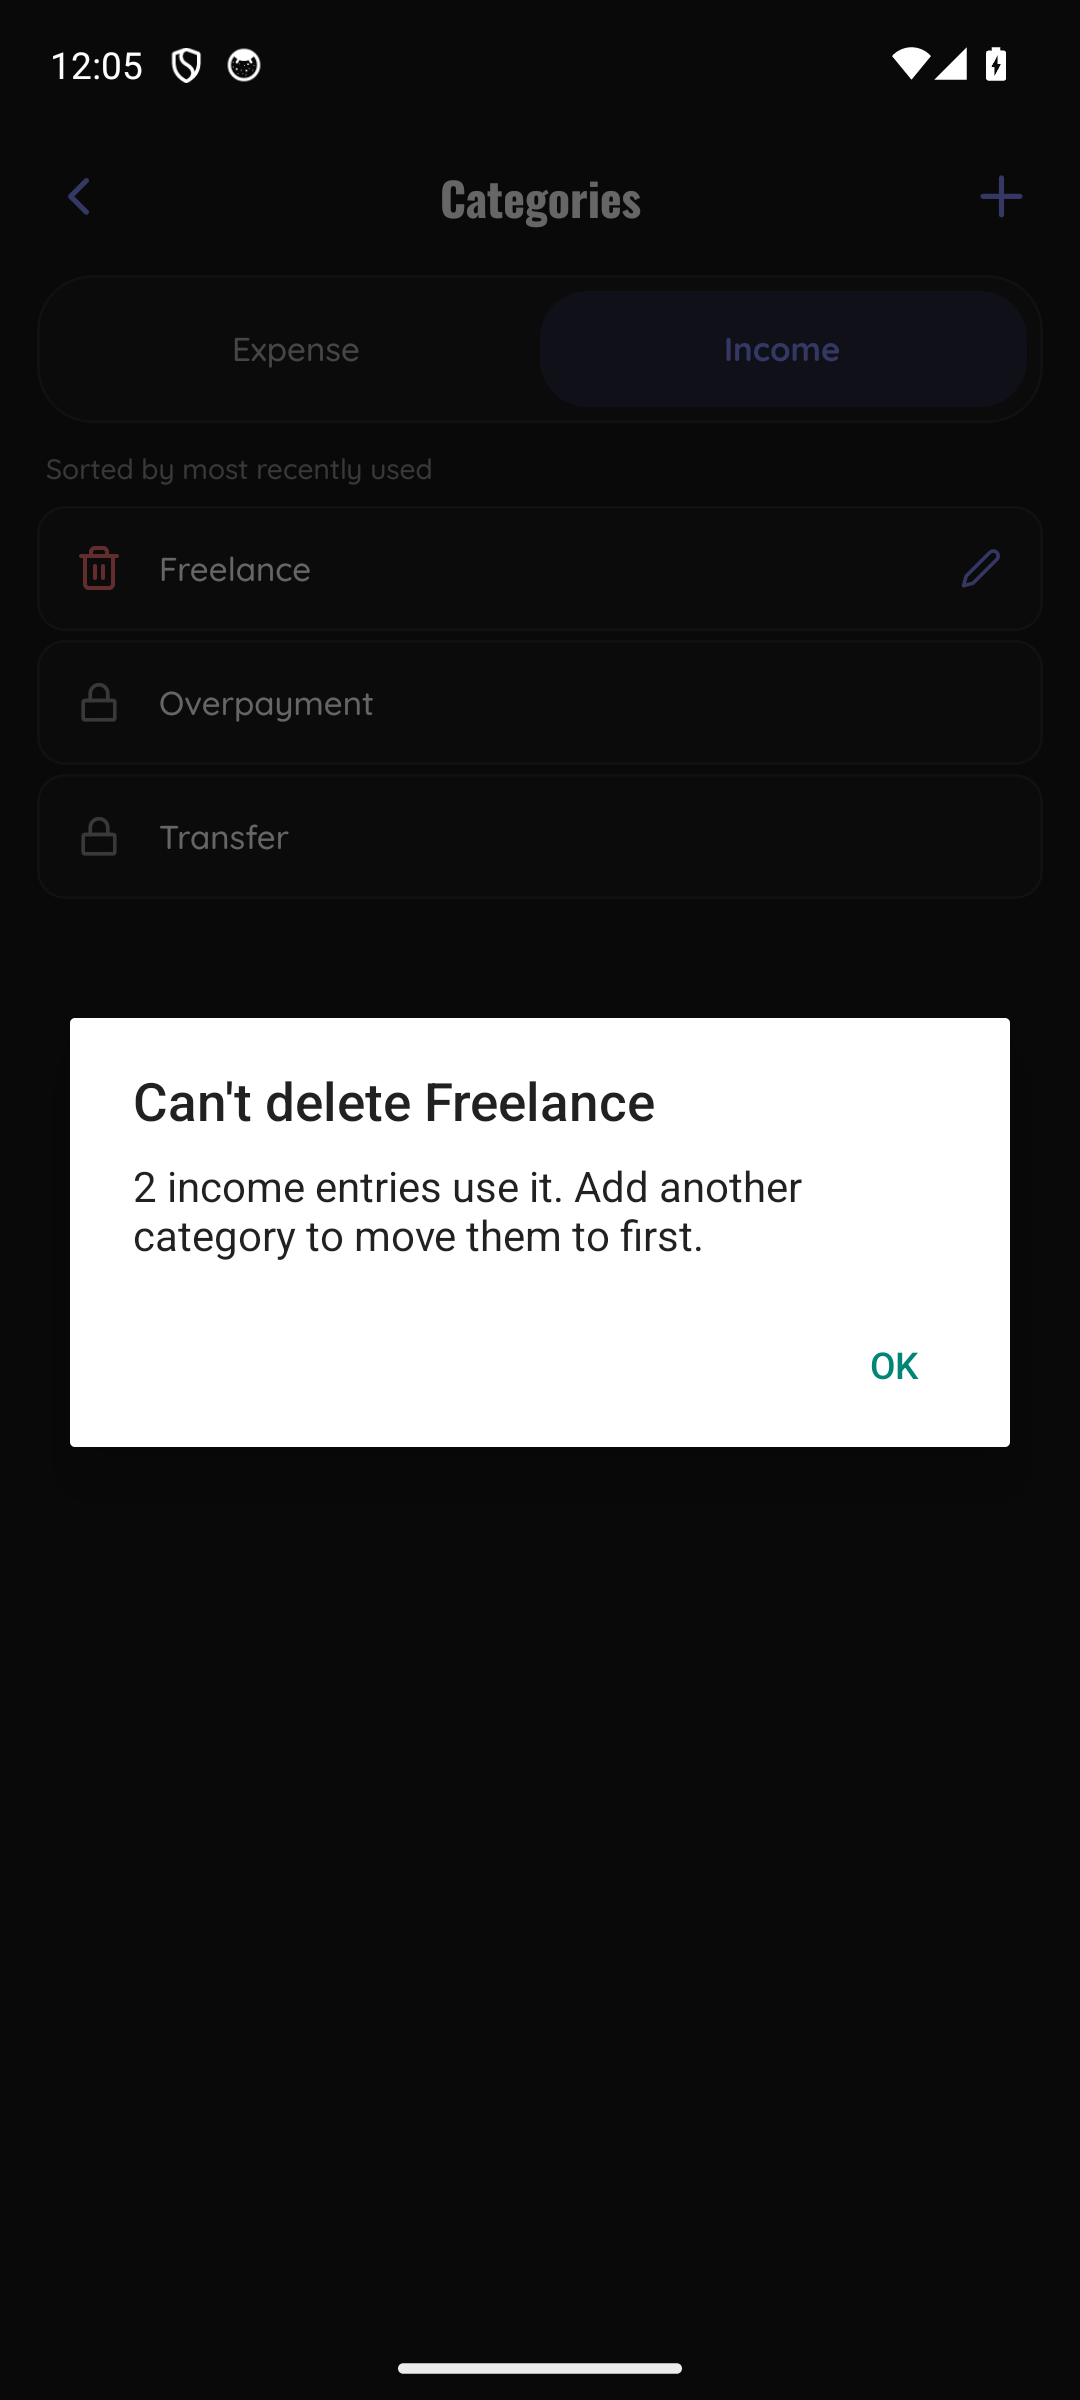 12:05
Categories
Expense
Income
Sorted by most recently used
Freelance
Overpayment
Transfer
Can't delete Freelance
2 income entries use it. Add another
category to move them to first.
OK